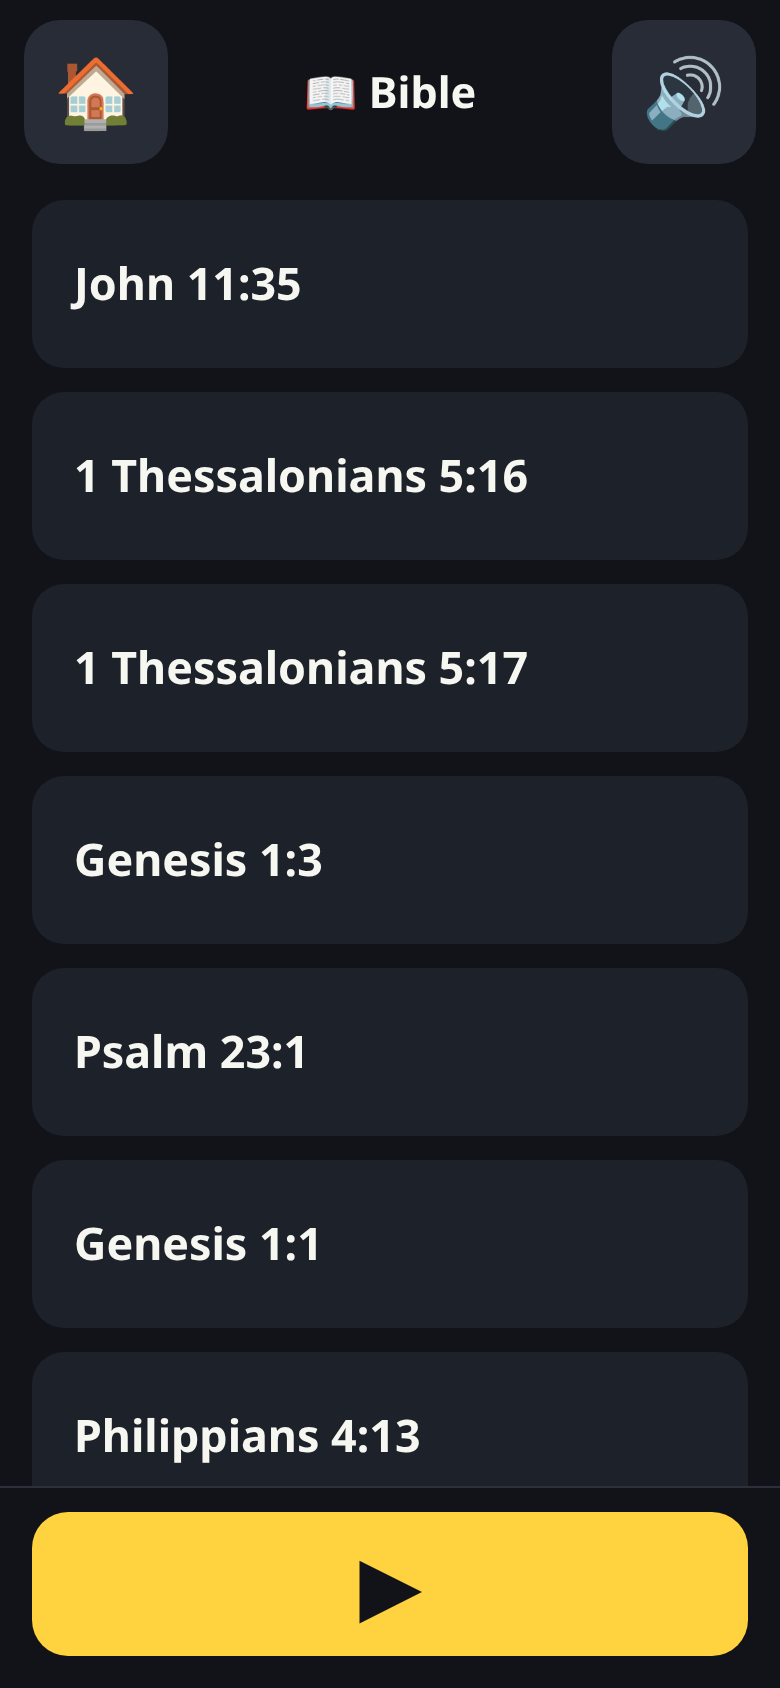 📖 Bible
John 11:35
1 Thessalonians 5:16
1 Thessalonians 5:17
Genesis 1:3
Psalm 23:1
Genesis 1:1
Philippians 4:13